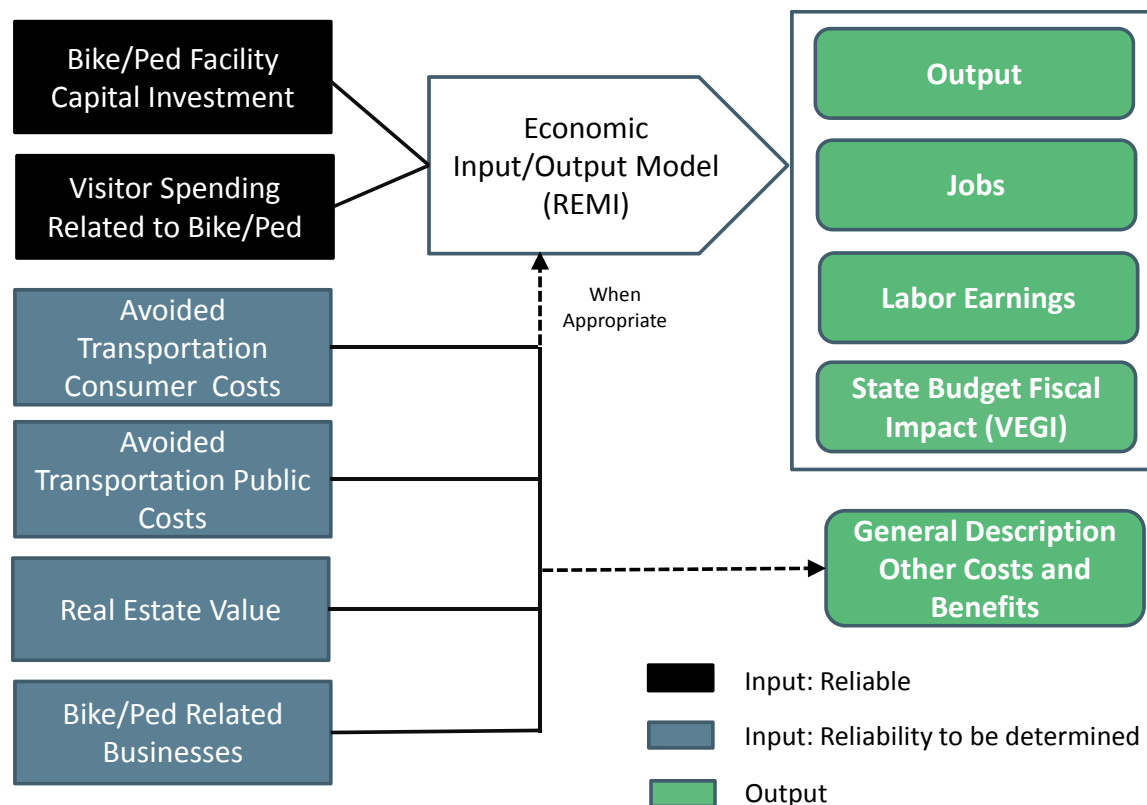 Bike/Ped Facility
Capital Investment
Visitor Spending
Related to Bike/Ped
Avoided
Transportation
Consumer Costs
Avoided
Transportation Public
Costs
Real Estate Value
Bike/Ped Related
Businesses
Economic
Input/Output Model
(REMI)
When
Appropriate
Output
Jobs
Labor Earnings
State Budget Fiscal
Impact (VEGI)
General Description
Other Costs and
Benefits
Input: Reliable
Input: Reliability to be determined
Output